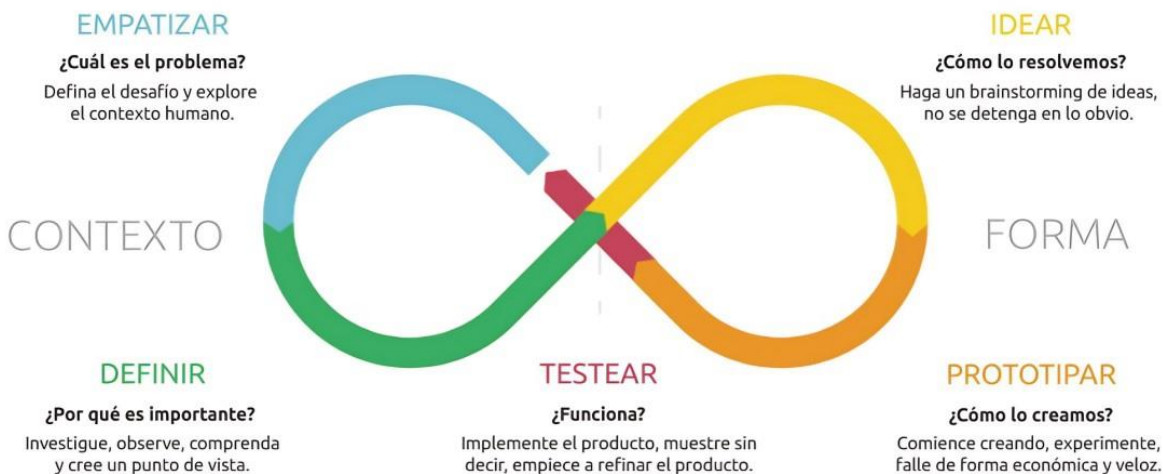 EMPATIZAR
¿Cuál es el problema?
Defina el desafío y explore
el contexto humano.
IDEAR
¿Cómo lo resolvemos?
Haga un brainstorming de ideas,
no se detenga en lo obvio.
CONTEXTO
FORMA
DEFINIR
¿Por qué es importante?
Investigue, observe, comprenda
y cree un punto de vista.
TESTEAR
¿Funciona?
Implemente el producto, muestre sin
decir, empiece a refinar el producto.
PROTOTIPAR
¿Cómo lo creamos?
Comience creando, experimente,
falle de forma económica y veloz.